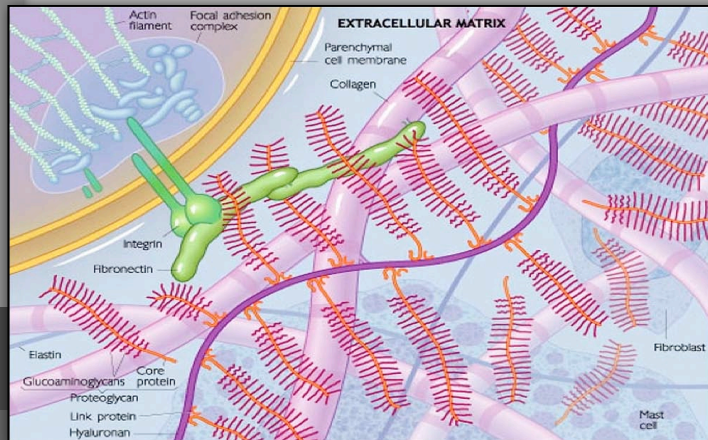 Actin
filament
Focal adhesion
complex
EXTRACELLULAR MATRIX
Parenchymal
cell membrane
Collagen
Integrin
Fibronectin
Elastin
Core
protein
Glucoaminoglycans
Proteoglycan
Link protein
Hyaluronan
Fibroblast
Mast
cell